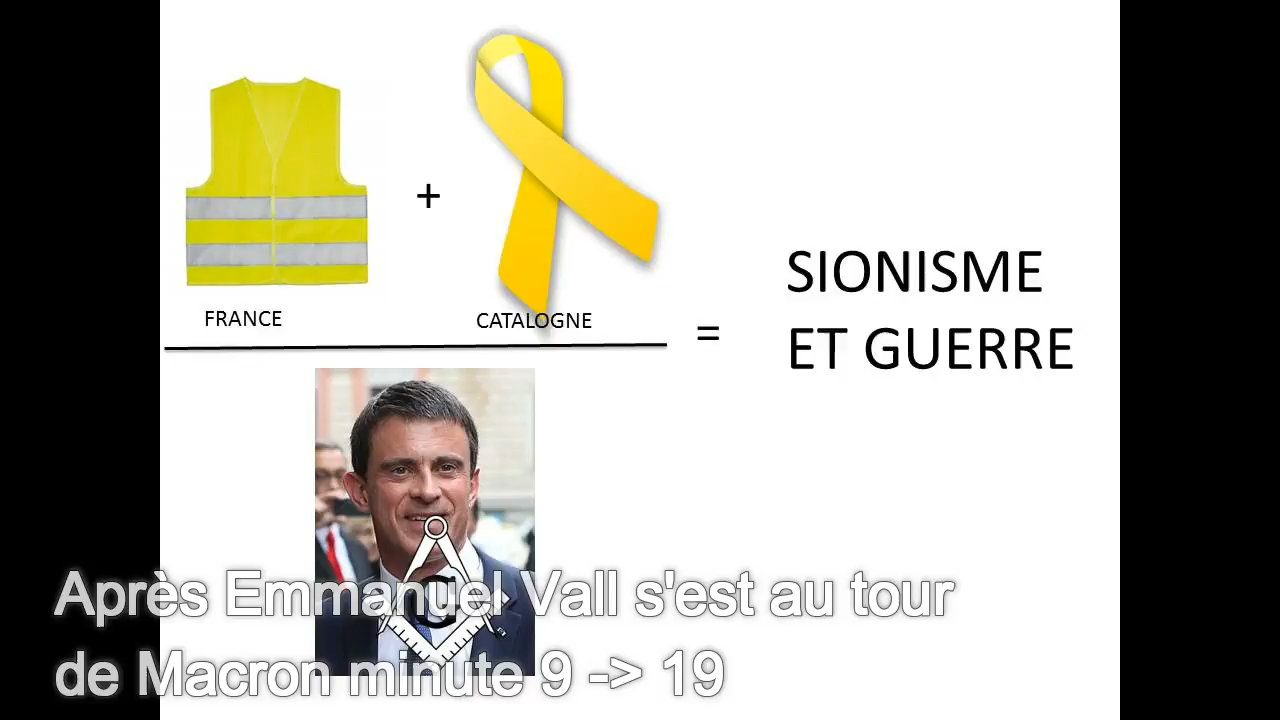 +
FRANCE
CATALOGNE
=
SIONISME
ET GUERRE
C
Après Emmanuel Vall s'est au tour
de Macron minute 9 -> 19